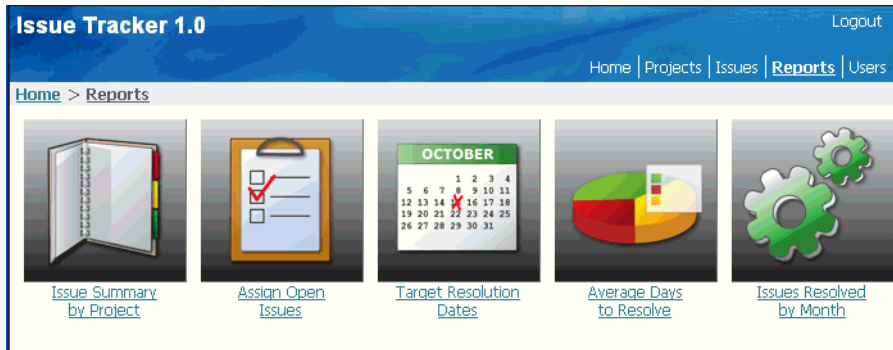 Issue Tracker 1.0
Logout
Home | Projects | Issues | Reports | Users
Home > Reports
OCTOBER
1 2 3 4
5 6 7 8 9 10 11
12 13 14 16 17 18
19 20 21 22 23 24 25
26 27 28 29 30 31
Issue Summary
by Project
Assign Open
Issues
Target Resolution
Dates
Average Days
to Resolve
Issues Resolved
by Month